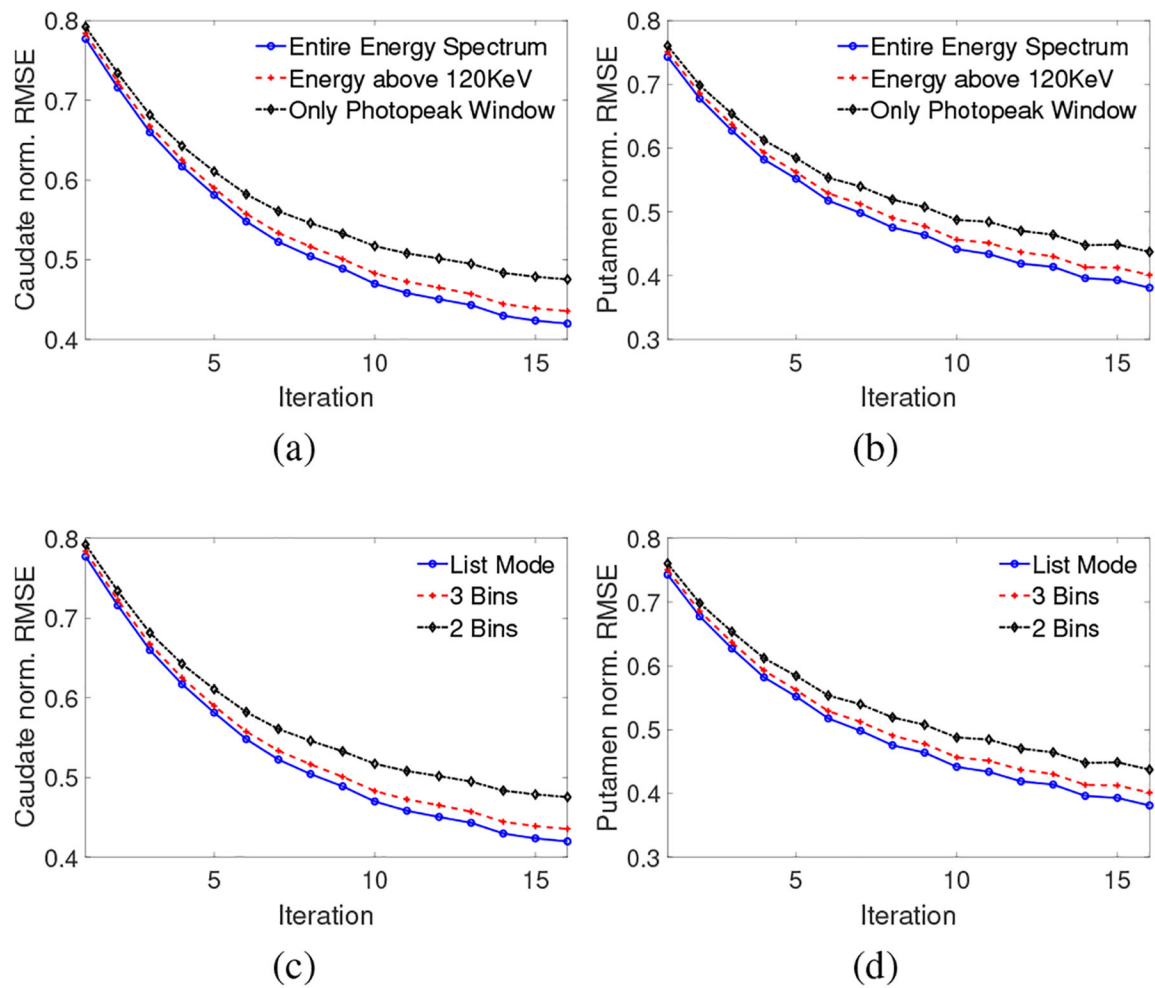 0.8
0.7
0.6
0.5
0.4
5
10
15
Caudate norm. RMSE
Iteration
Entire Energy Spectrum
Energy above 120KeV
Only Photopeak Window
(a)
0.8
0.7
0.6
0.5
0.4
0.3
5
10
15
Putamen norm. RMSE
Iteration
Entire Energy Spectrum
Energy above 120KeV
Only Photopeak Window
(b)
0.8
0.7
0.6
0.5
0.4
5
10
15
Caudate norm. RMSE
Iteration
List Mode
3 Bins
2 Bins
(c)
0.8
0.7
0.6
0.5
0.4
0.3
5
10
15
Putamen norm. RMSE
Iteration
List Mode
3 Bins
2 Bins
(d)